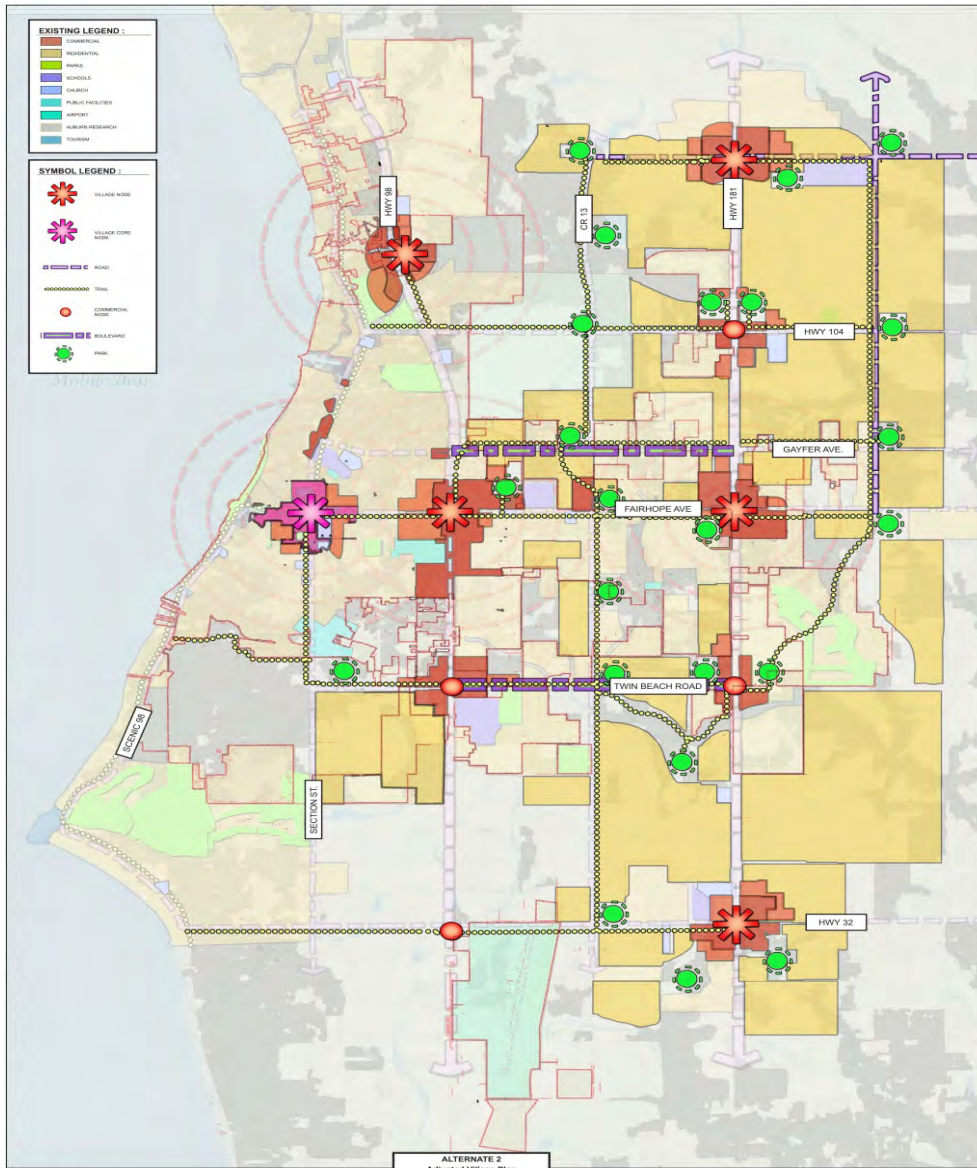 EXISTING LEGEND :
COMMERCIAL
RESIDENTIAL
PARKS
SCHOOLS
CHURCH
PUBLIC FACILITIES
AIRPORT
AUBURN RESEARCH
TOURISM
SYMBOL LEGEND :
VILLAGE NODE
VILLAGE CORE
NODE
ROAD
TRAIL
COMMERCIAL
NODE
BOULEVARD
PARK
Mobile Bay
HWY 98
CR 13
HWY 181
HWY 104
GAYFER AVE.
FAIRHOPE AVE
TWIN BEACH ROAD
SCENIC 98
SECTION ST.
HWY 32
ALTERNATE 2